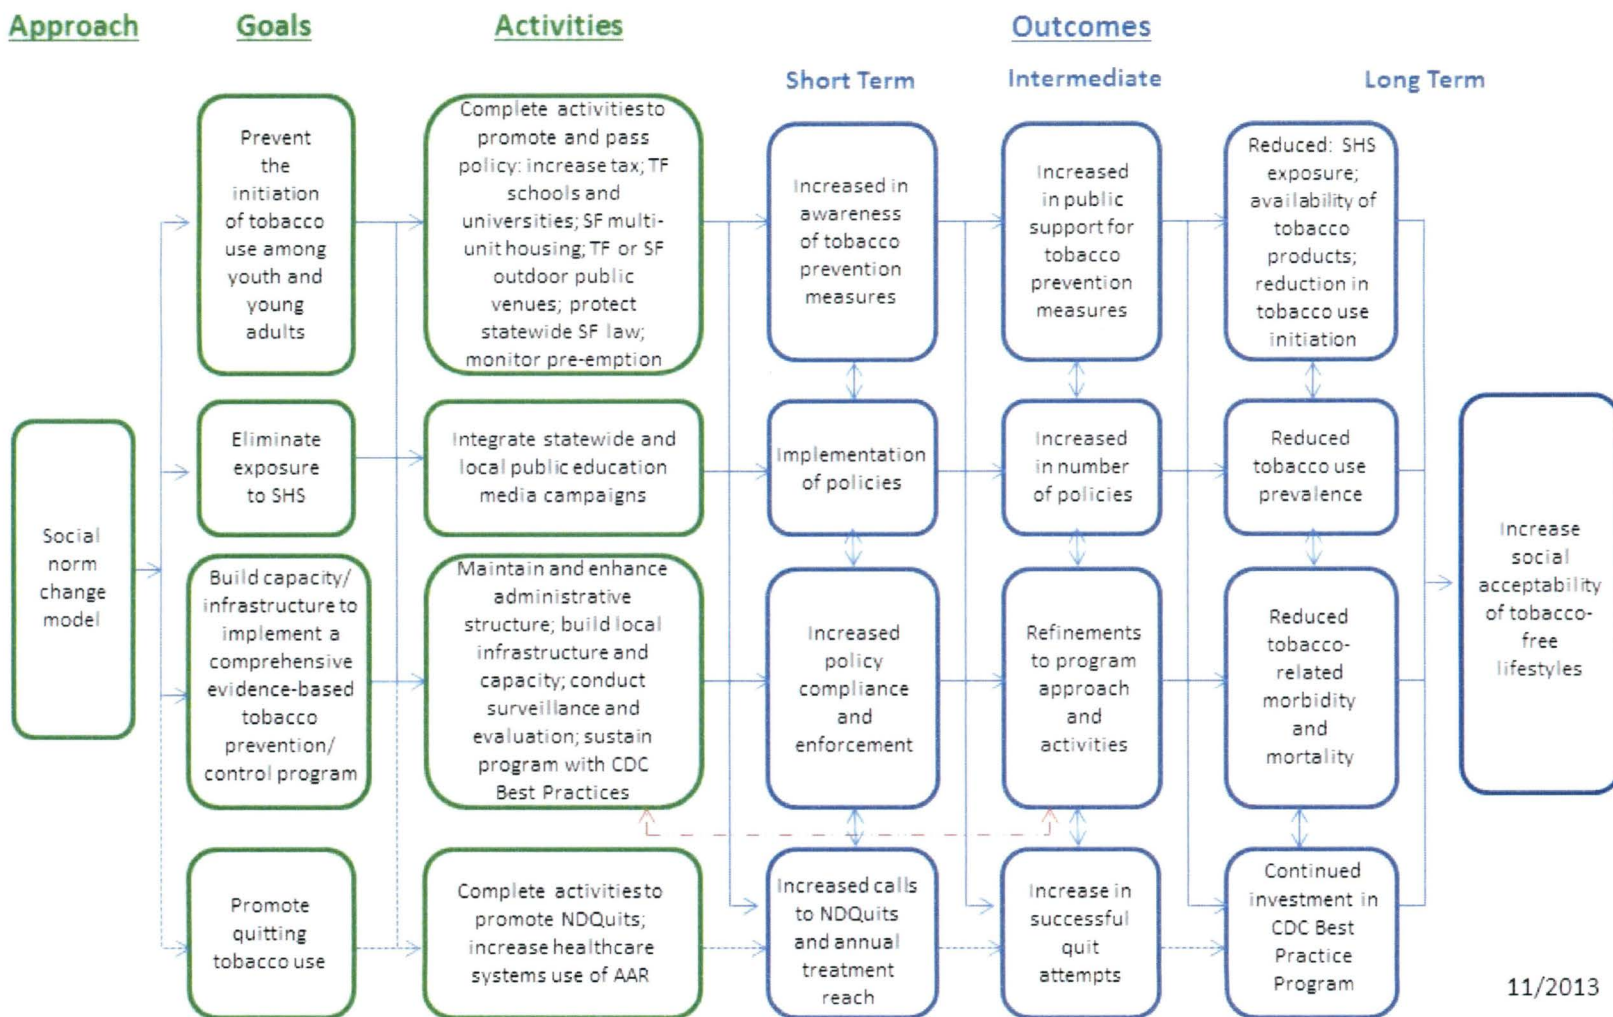 Approach
Goals
Activities
Outcomes
Short Term
Intermediate
Long Term
Social
norm
change
model
Prevent
the
initiation
of tobacco
use among
youth and
young
adults
Eliminate
exposure
to SHS
Build capacity/
infrastructure to
implement a
comprehensive
evidence-based
tobacco
prevention/
control program
Promote
quitting
tobacco use
Complete activities to
promote and pass
policy: increase tax; TF
schools and
universities; SF multi-
unit housing; TF or SF
outdoor public
venues; protect
statewide SF law;
monitor pre-emption
Integrate statewide and
local public education
media campaigns
Maintain and enhance
administrative
structure; build local
infrastructure and
capacity; conduct
surveillance and
evaluation; sustain
program with CDC
Best Practices
Complete activities to
promote NDQuits;
increase healthcare
systems use of AAR
Increased in
awareness
of tobacco
prevention
measures
Implementation
of policies
Increased
policy
compliance
and
enforcement
Increased calls
to NDQuits
and annual
treatment
reach
Increased
in public
support for
tobacco
prevention
measures
Increased
in number
of policies
Refinements
to program
approach
and
activities
Increase in
successful
quit
attempts
Reduced: SHS
exposure;
availability of
tobacco
products;
reduction in
tobacco use
initiation
Reduced
tobacco use
prevalence
Reduced
tobacco-
related
morbidity
and
mortality
Continued
investment in
CDC Best
Practice
Program
Increase
social
acceptability
of tobacco-
free
lifestyles
11/2013